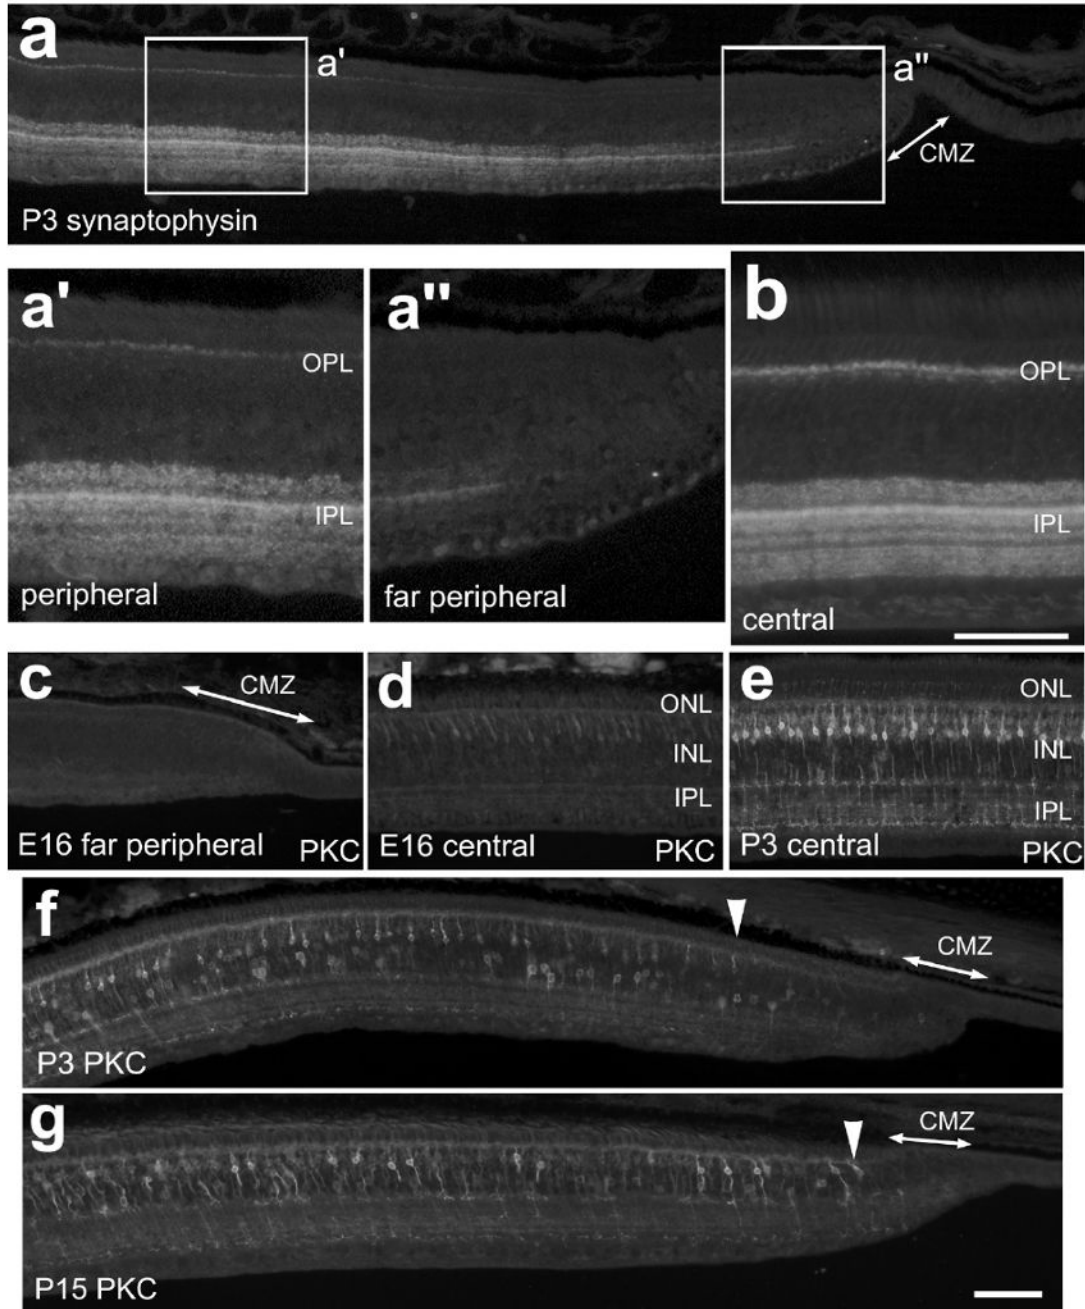 a
a'
a"
CMZ
P3 synaptophysin
a'
OPL
IPL
peripheral
a"
far peripheral
b
OPL
IPL
central
c
CMZ
E16 far peripheral
PKC
d
ONL
INL
IPL
E16 central
PKC
e
ONL
INL
IPL
P3 central
PKC
f
CMZ
P3 PKC
g
CMZ
P15 PKC